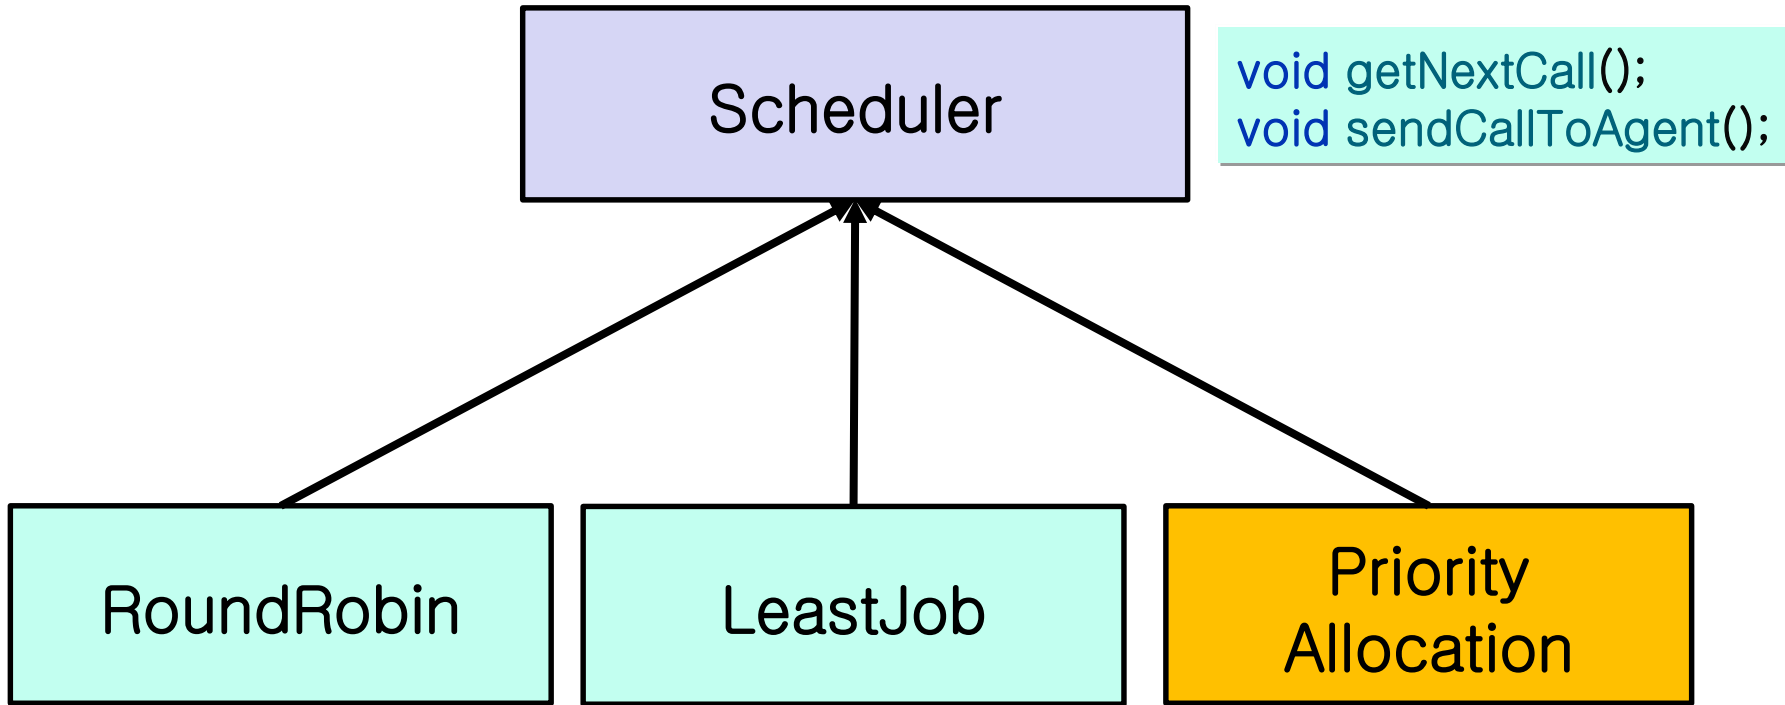 Scheduler
void getNextCall();
void sendCallToAgent();
RoundRobin
LeastJob
Priority
Allocation